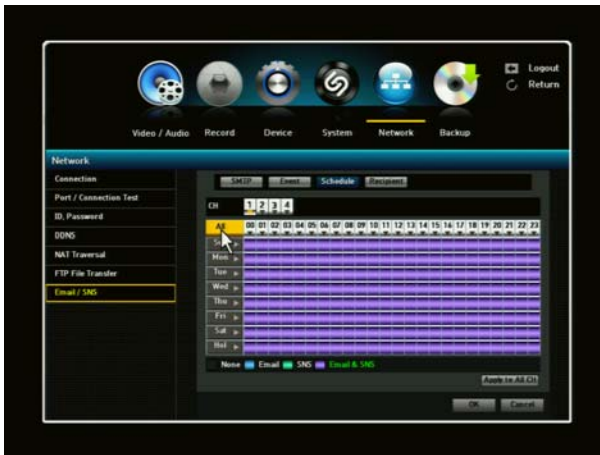 Logout
Return
Video / Audio Record Device System Network Backup
Network
Connection
Port / Connection Test
ID, Password
DDNS
NAT Traversal
FTP File Transfer
Email / SNS
SMTP Event Schedule Recipient
CH 1 2 3 4
All 00 01 02 03 04 05 06 07 08 09 10 11 12 13 14 15 16 17 18 19 20 21 22 23
Mon
Tue
Wed
Thu
Fri
Sat
Hol
None Email SNS Email & SNS
Apply to All CH
OK Cancel